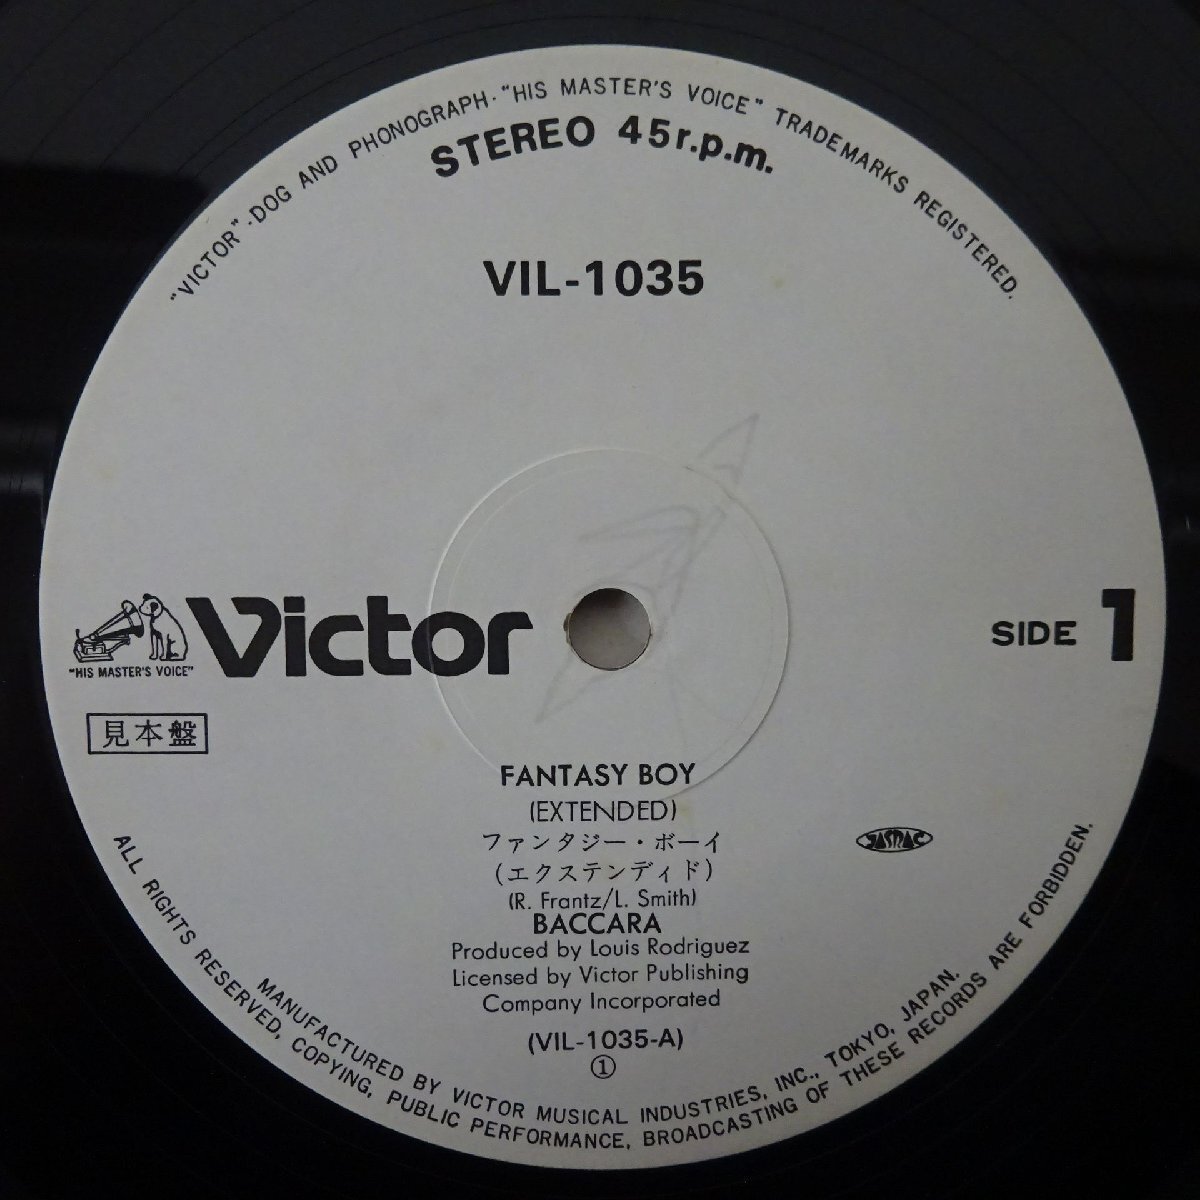 "VICTOR"-DOG AND PHONOGRAPH·"HIS MASTER'S VOICE" TRADEMARKS REGISTERED.
STEREO 45r.p.m.
VIL-1035
Victor
"HIS MASTER'S VOICE"
SIDE 1
見本盤
FANTASY BOY
(EXTENDED)
ファンタジー・ボーイ
(エクステンディド)
(R. Frantz/L. Smith)
BACCARA
Produced by Louis Rodriguez
Licensed by Victor Publishing
Company Incorporated
(VIL-1035-A)
①
JASRAC
MANUFACTURED BY VICTOR MUSICAL INDUSTRIES, INC., TOKYO, JAPAN.
ALL RIGHTS RESERVED, COPYING, PUBLIC PERFORMANCE, BROADCASTING OF THESE RECORDS ARE FORBIDDEN.